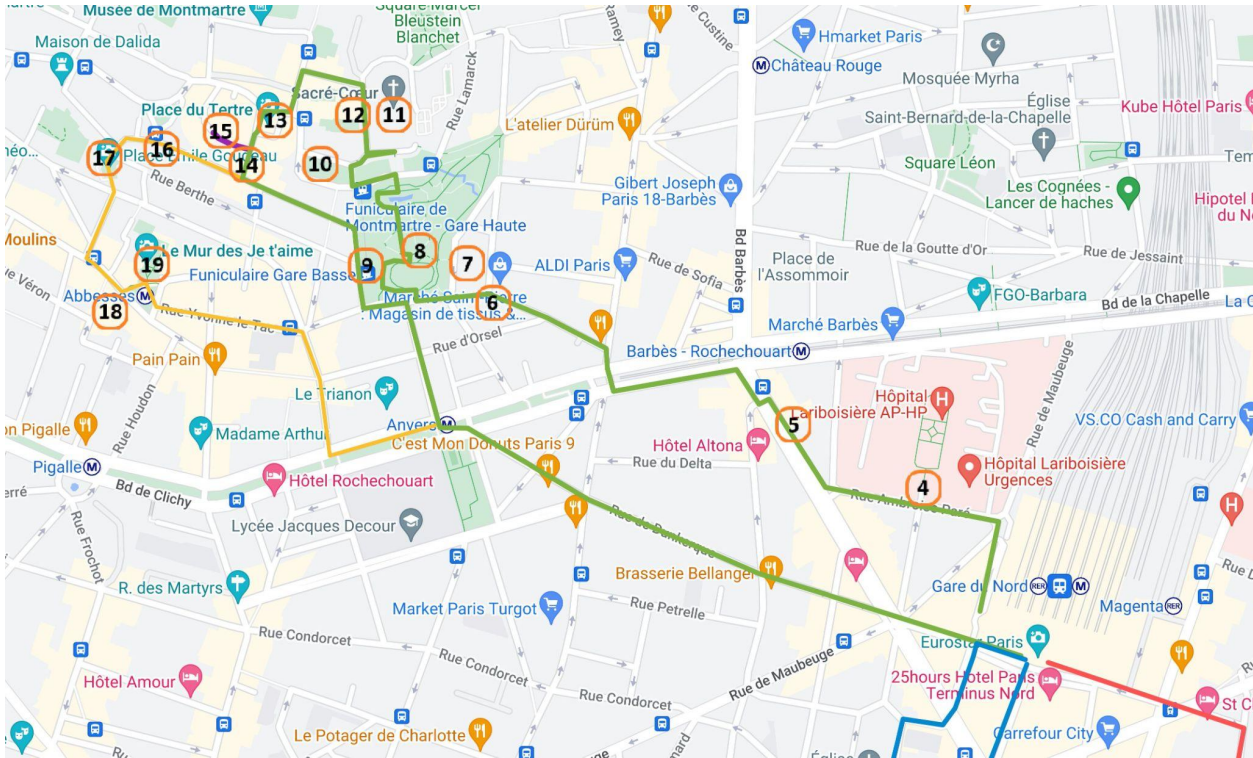 Musée de Montmartre
Square Marcel
Bleustein
Blanchet
Ramey
Custine
Hmarket Paris
Maison de Dalida
Château Rouge
Mosquée Myrha
Sacré-Cœur
Rue Lamarck
Place du Tertre
12
11
13
15
L'atelier Dürüm
Église
Saint-Bernard-de-la-Chapelle
Kube Hôtel Paris
16
17
Place Émile Goudeau
14
10
Square Léon
Rue Berthe
Gibert Joseph
Paris 18-Barbès
Les Cognées -
Lancer de haches
Hipotel
Funiculaire de
Montmartre - Gare Haute
Moulins
Le Mur des Je t'aime
8
Bd Barbès
Rue de la Goutte d'Or
Rue de Jessaint
19
Funiculaire Gare Basse
9
7
ALDI Paris
Rue de Sofia
Place de
l'Assommoir
Abbesses
18
Marché Saint-Pierre
: Magasin de tissus &...
6
FGO-Barbara
Bd de la Chapelle
Rue Yvonne le Tac
Marché Barbès
Rue d'Orsel
Pain Pain
Barbès - Rochechouart
Rue de Maubeuge
Le Trianon
Rue Houdon
Hôpital
Lariboisière AP-HP
5
Madame Arthur
Anvers
C'est Mon Donuts Paris 9
Hôtel Altona
VS.CO Cash and Carry
Pigalle
Rue du Delta
Hôtel Rochechouart
Hôpital Lariboisière
Urgences
Bd de Clichy
4
Rue Ambroise Paré
Lycée Jacques Decour
Rue de Dunkerque
Rue Frochot
R. des Martyrs
Brasserie Bellanger
Gare du Nord
RER
Market Paris Turgot
Rue Petrelle
Magenta
RER
Rue Condorcet
Eurostar Paris
Rue Condorcet
Rue de Maubeuge
Hôtel Amour
Rue Condorcet
25hours Hotel Paris
Terminus Nord
Le Potager de Charlotte
Carrefour City
Église